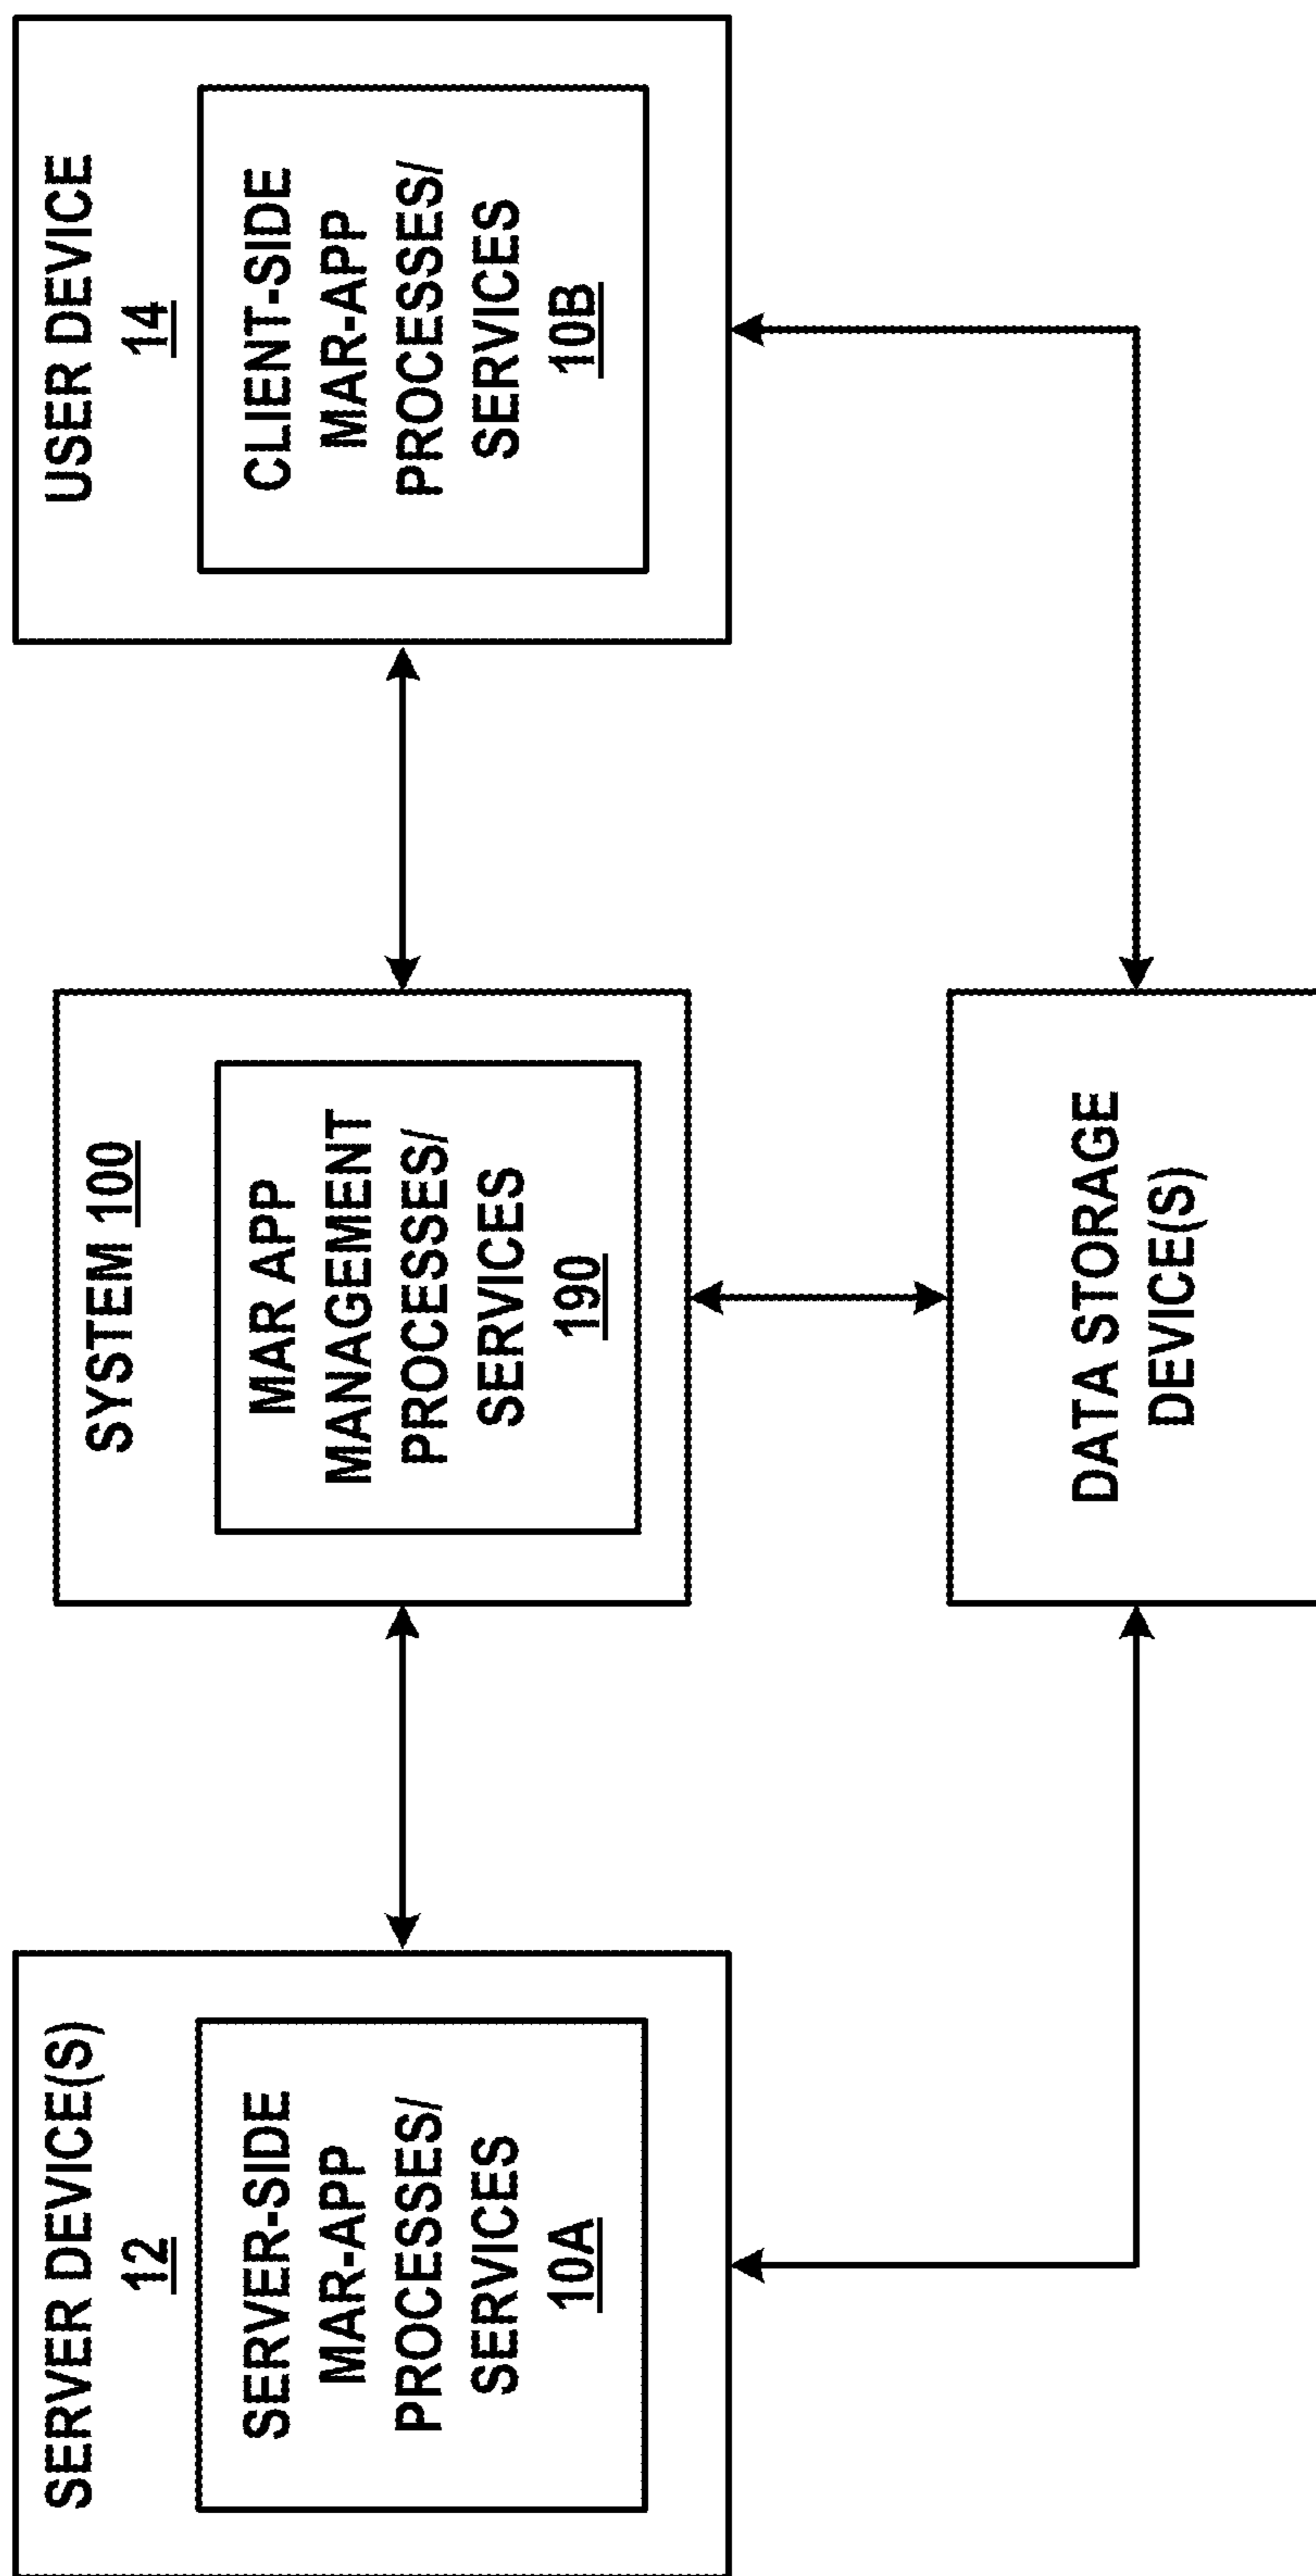 SERVER DEVICE(S)
12
SERVER-SIDE
MAR-APP
PROCESSES/
SERVICES
10A
SYSTEM 100
MAR APP
MANAGEMENT
PROCESSES/
SERVICES
190
USER DEVICE
14
CLIENT-SIDE
MAR-APP
PROCESSES/
SERVICES
10B
DATA STORAGE
DEVICE(S)